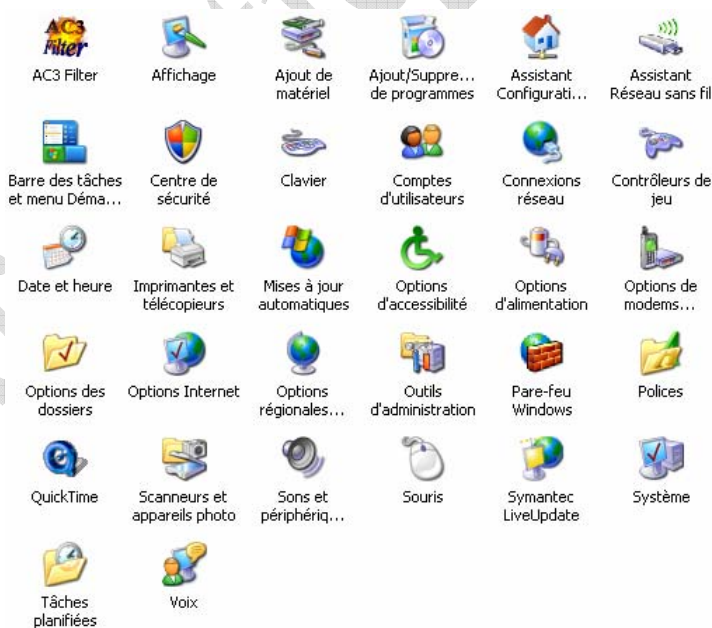 AC3
Filter
AC3 Filter
Affichage
Ajout de
matériel
Ajout/Suppre...
de programmes
Assistant
Configurati...
Assistant
Réseau sans fil
Barre des tâches
et menu Déma...
Centre de
sécurité
Clavier
Comptes
d'utilisateurs
Connexions
réseau
Contrôleurs de
jeu
Date et heure
Imprimantes et
télécopieurs
Mises à jour
automatiques
Options
d'accessibilité
Options
d'alimentation
Options de
modems...
Options des
dossiers
Options Internet
Options
régionales...
Outils
d'administration
Pare-feu
Windows
Polices
QuickTime
Scanneurs et
appareils photo
Sons et
périphériq...
Souris
Symantec
LiveUpdate
Système
Tâches
planifiées
Voix